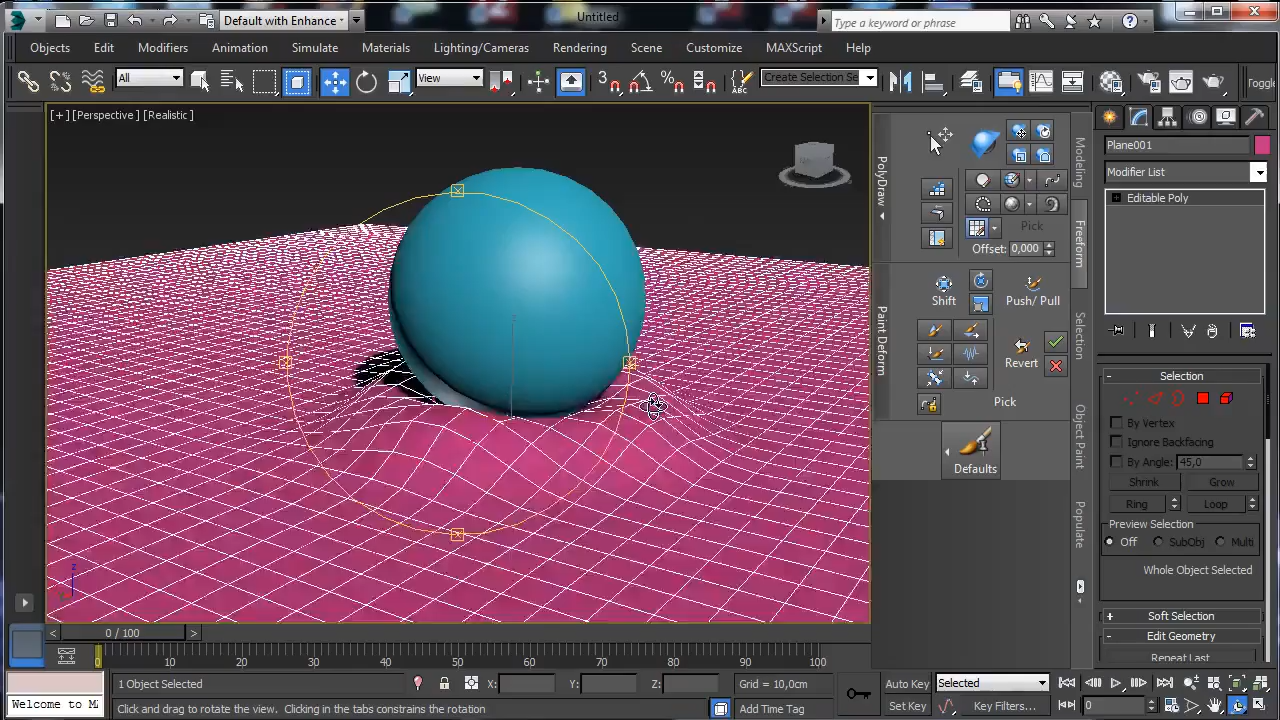 Default with Enhance
Untitled
Type a keyword or phrase
Objects
Edit
Modifiers
Animation
Simulate
Materials
Lighting/Cameras
Rendering
Scene
Customize
MAXScript
Help
All
View
3
%
ABC
Create Selection Se
Toggle
[+] [Perspective] [Realistic]
PolyDraw
Pick
Offset: 0,000
Paint Deform
Shift
Push/ Pull
Revert
Pick
Defaults
Modeling
Freeform
Selection
Object Paint
Populate
Plane001
Modifier List
Editable Poly
- Selection
By Vertex
Ignore Backfacing
By Angle: 45,0
Shrink
Grow
Ring
Loop
Preview Selection
Off
SubObj
Multi
Whole Object Selected
+ Soft Selection
- Edit Geometry
Repeat Last
z
< 0 / 100 >
0
10
20
30
40
50
60
70
80
90
100
1 Object Selected
X:
Y:
Z:
Grid = 10,0cm
Auto Key
Selected
Welcome to MA
Click and drag to rotate the view. Clicking in the tabs constrains the rotation
Add Time Tag
Set Key
Key Filters...
0